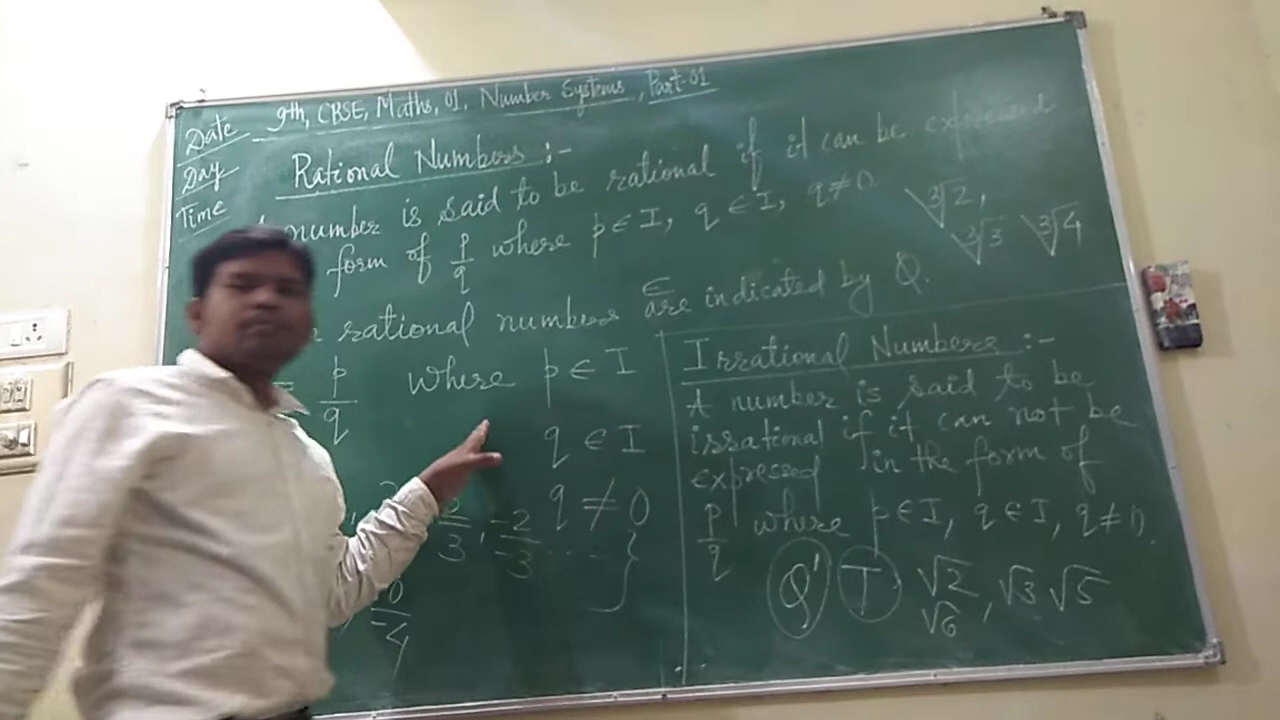 Date 9th, CBSE, Maths, 01, Number Systems, Part-01
Day
Time
Rational Numbers :-
number is said to be rational if it can be expressed
form of p/q where p ∈ I, q ∈ I, q ≠ 0.
∛2,
∛3 ∛4
∈
rational numbers are indicated by Q.
= p/q where p ∈ I
q ∈ I
q ≠ 0
3, -2/-3 ... }
-4
Irrational Numbers :-
A number is said to be
irrational if it can not be
expressed in the form of
p/q where p ∈ I, q ∈ I, q ≠ 0.
Q' T √2, √3 √5
√6